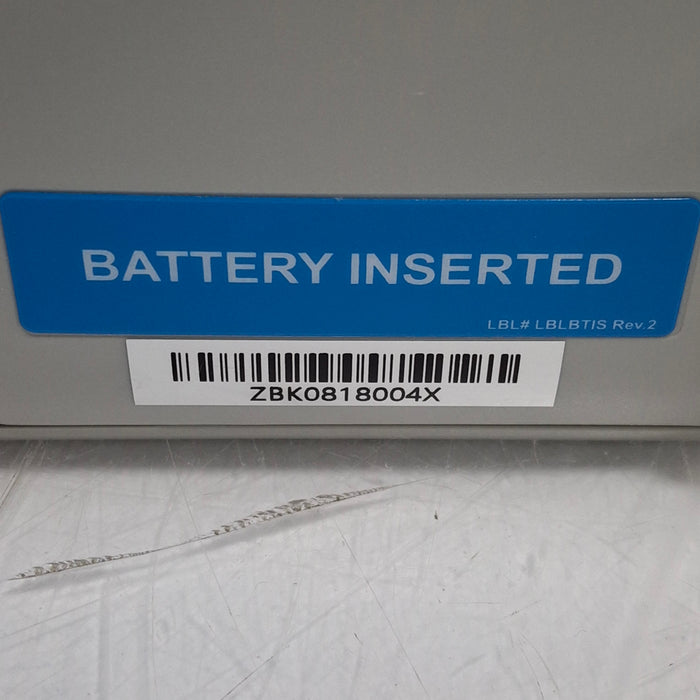 BATTERY INSERTED
LBL# LBLBTIS Rev.2
ZBK0818004X